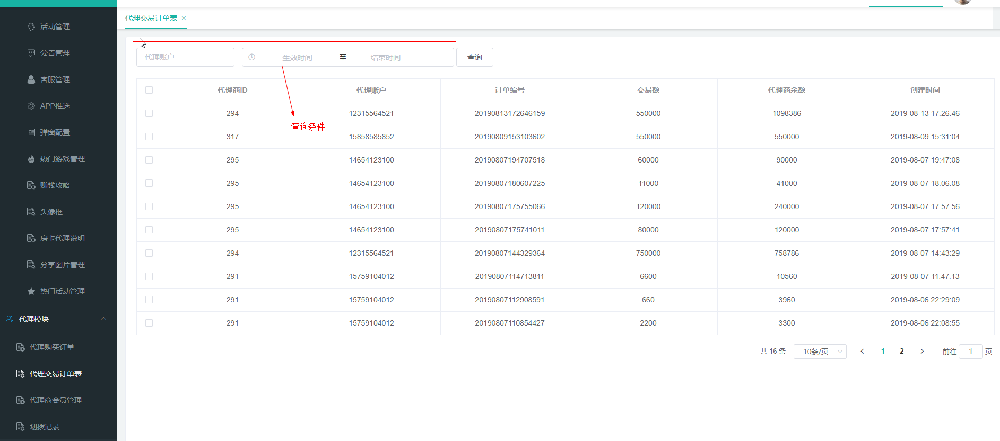 代理交易订单表
活动管理
公告管理
客服管理
APP推送
弹窗配置
热门游戏管理
赚钱攻略
头像框
房卡代理说明
分享图片管理
热门活动管理
代理模块
代理购买订单
代理交易订单表
代理商会员管理
划拨记录
代理账户 生效时间 至 结束时间 查询
查询条件
代理商ID 代理账户 订单编号 交易额 代理商余额 创建时间
294 12315564521 20190813172646159 550000 1098386 2019-08-13 17:26:46
317 15858585852 20190809153103602 550000 550000 2019-08-09 15:31:04
295 14654123100 20190807194707518 60000 90000 2019-08-07 19:47:08
295 14654123100 20190807180607225 11000 41000 2019-08-07 18:06:08
295 14654123100 20190807175755066 120000 240000 2019-08-07 17:57:56
295 14654123100 20190807175741011 80000 120000 2019-08-07 17:57:41
294 12315564521 20190807144329364 750000 758786 2019-08-07 14:43:29
291 15759104012 20190807114713811 6600 10560 2019-08-07 11:47:13
291 15759104012 20190807112908591 660 3960 2019-08-06 22:29:09
291 15759104012 20190807110854427 2200 3300 2019-08-06 22:08:55
共 16 条 10条/页 1 2 前往 1 页